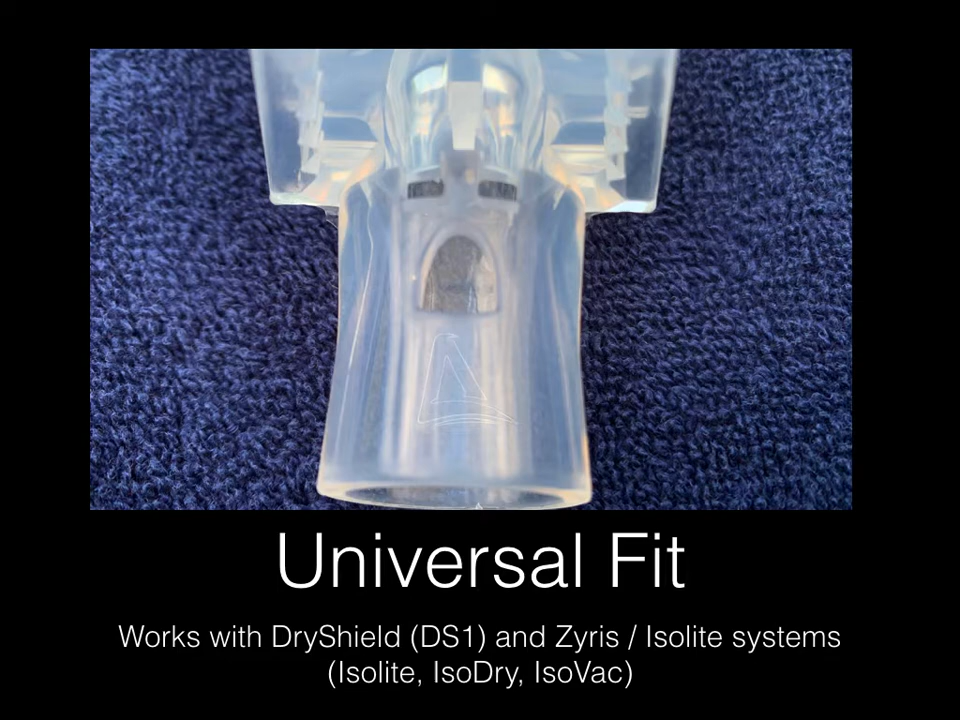 Universal Fit
Works with DryShield (DS1) and Zyris / Isolite systems
(Isolite, IsoDry, IsoVac)